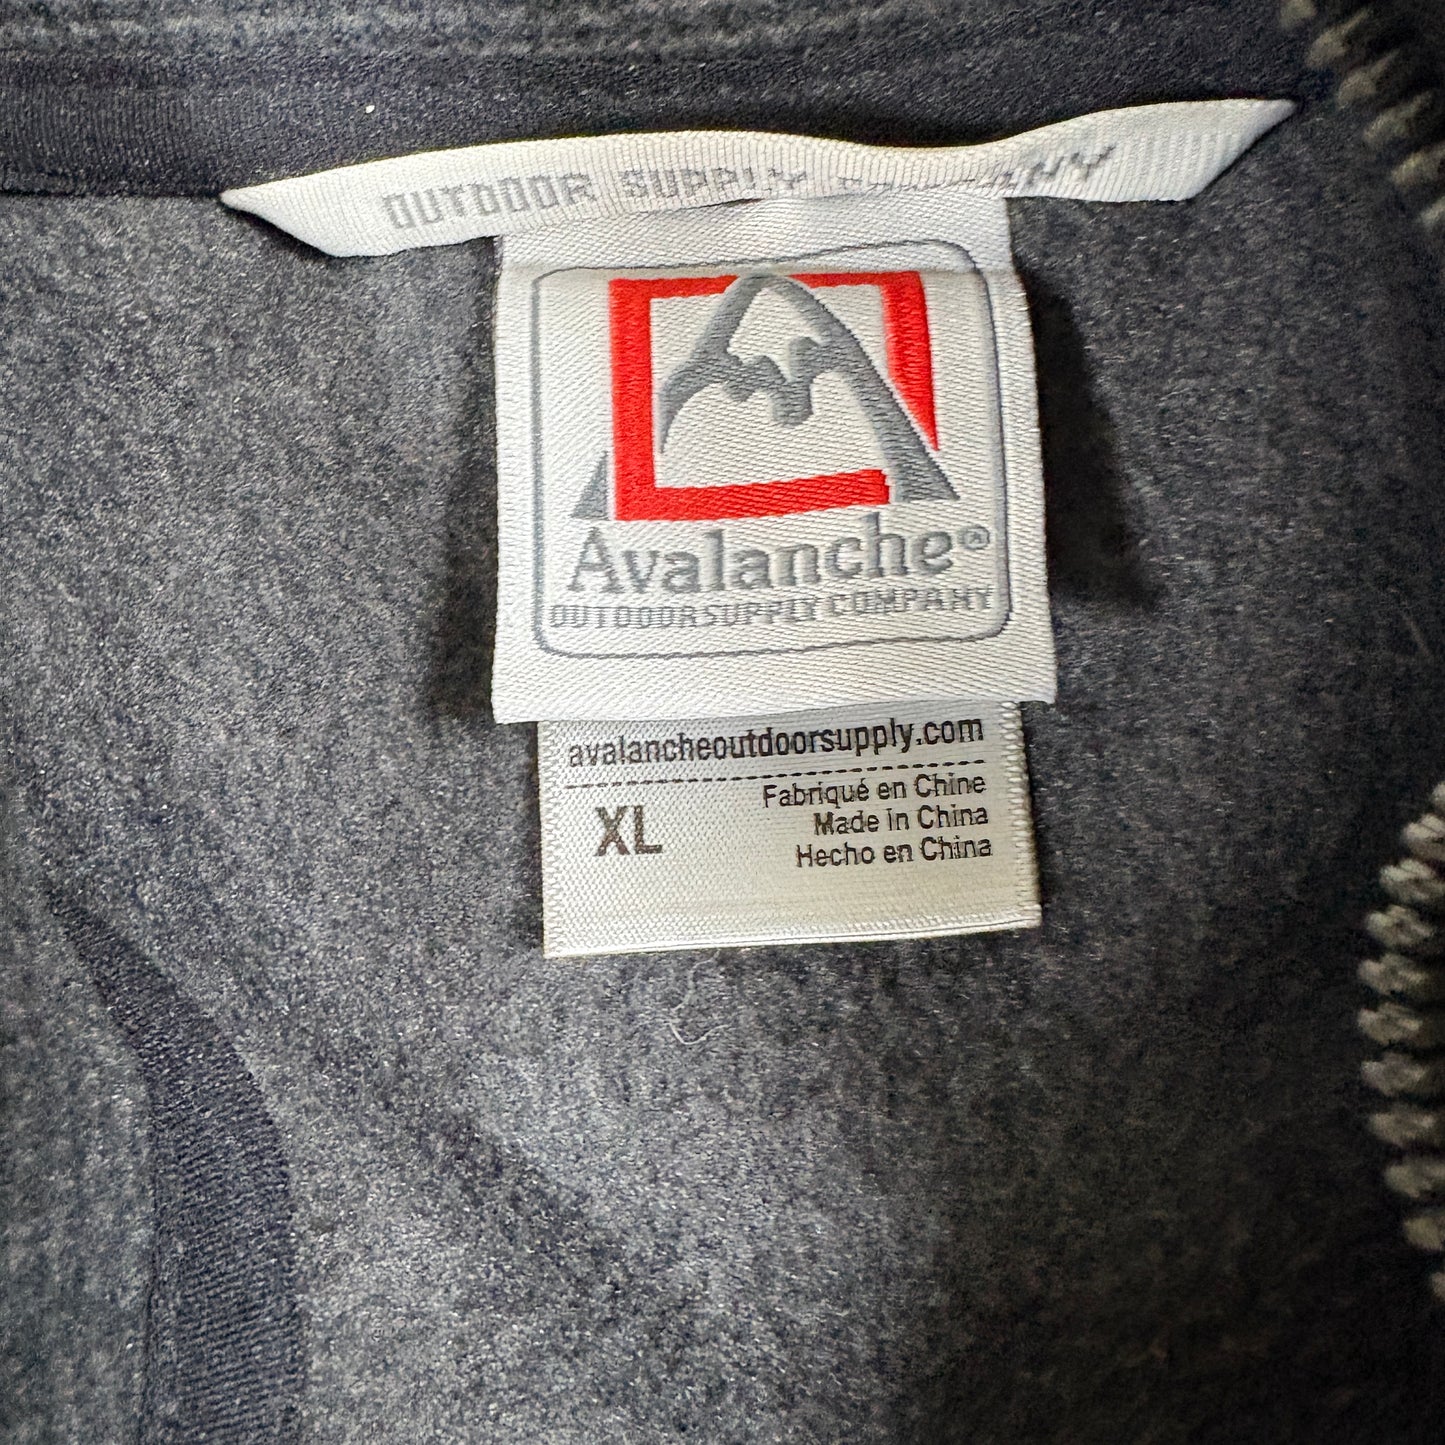 OUTDOOR SUPPLY
Avalanche®
OUTDOOR SUPPLY COMPANY
avalancheoutdoorsupply.com
XL
Fabriqué en Chine
Made in China
Hecho en China